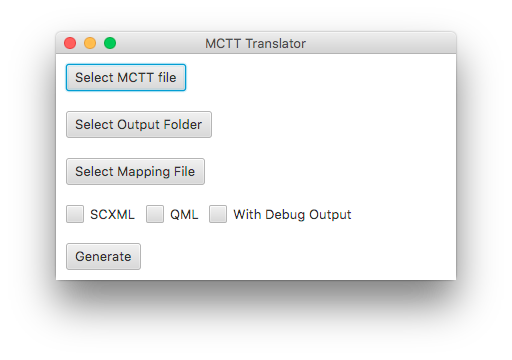 MCTT Translator
Select MCTT file
Select Output Folder
Select Mapping File
SCXML QML With Debug Output
Generate